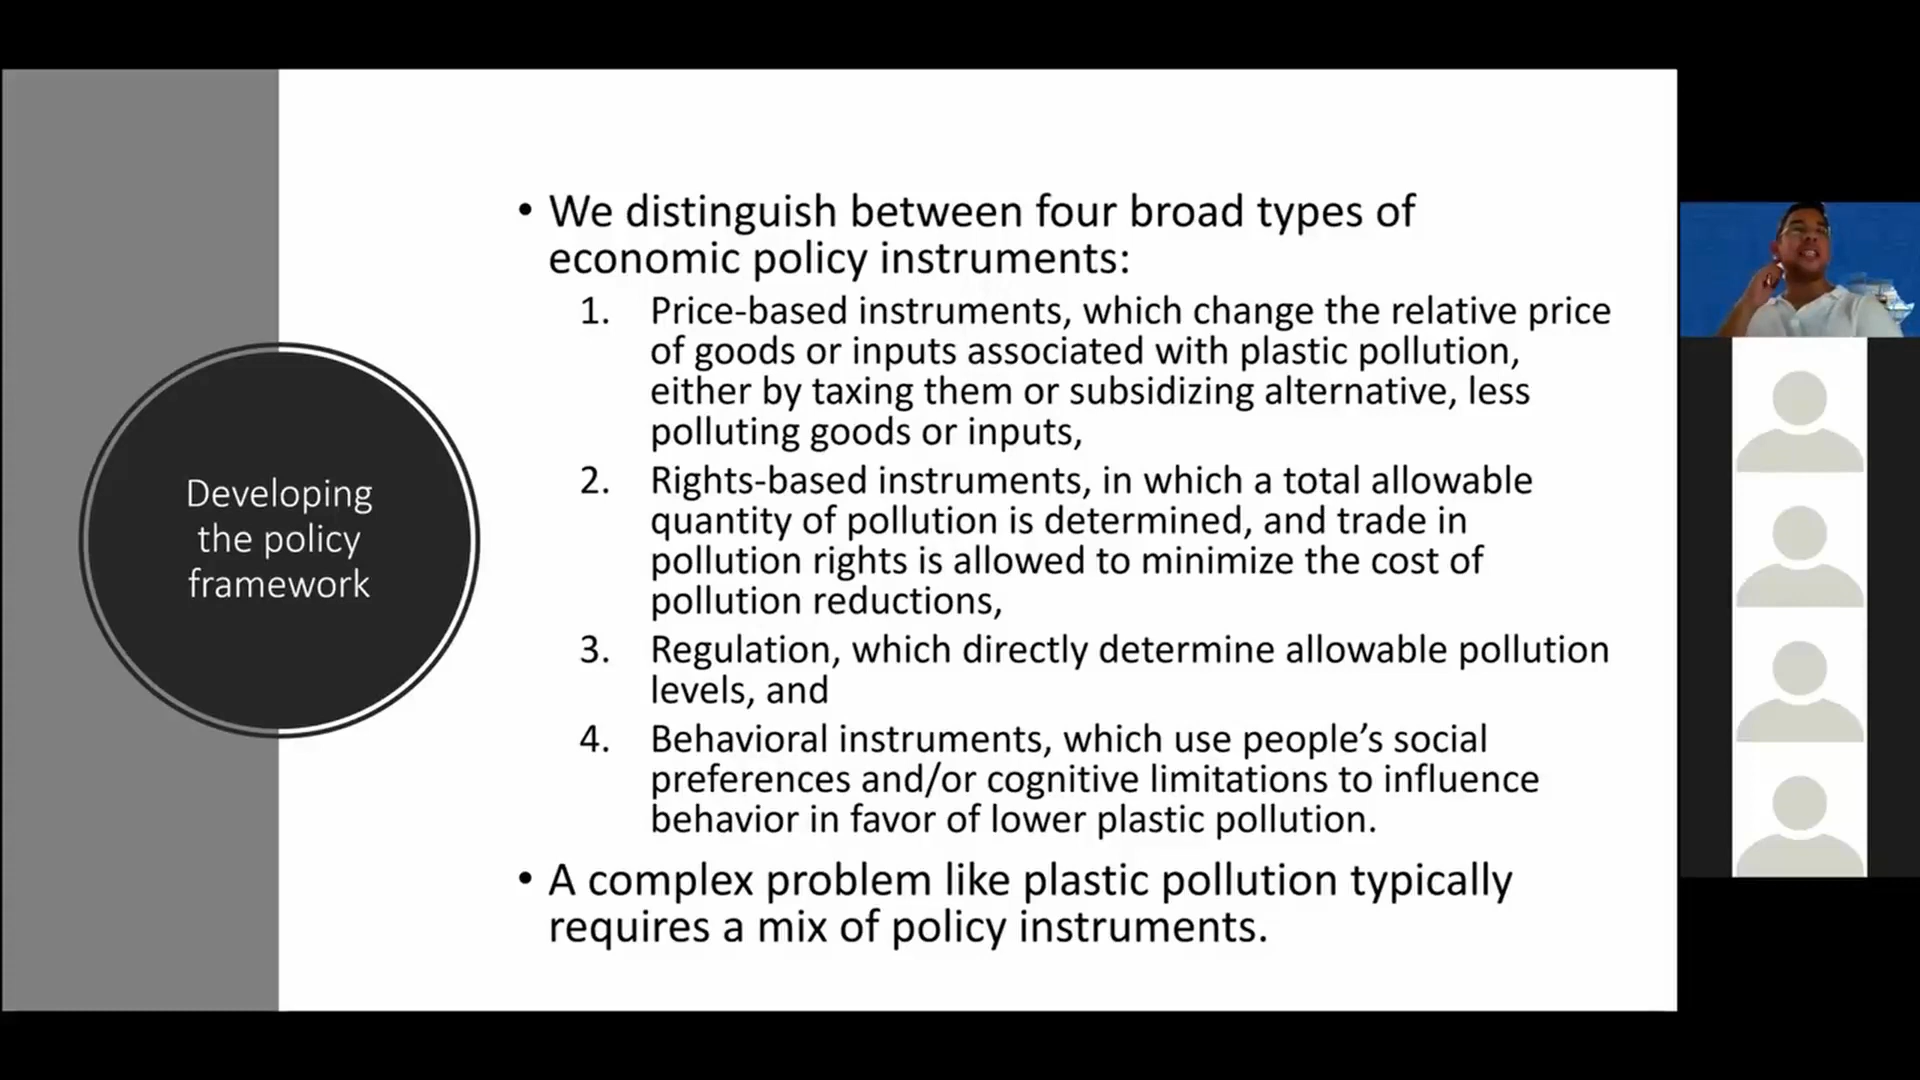 Developing
the policy
framework
• We distinguish between four broad types of
economic policy instruments:
1. Price-based instruments, which change the relative price
of goods or inputs associated with plastic pollution,
either by taxing them or subsidizing alternative, less
polluting goods or inputs,
2. Rights-based instruments, in which a total allowable
quantity of pollution is determined, and trade in
pollution rights is allowed to minimize the cost of
pollution reductions,
3. Regulation, which directly determine allowable pollution
levels, and
4. Behavioral instruments, which use people’s social
preferences and/or cognitive limitations to influence
behavior in favor of lower plastic pollution.
• A complex problem like plastic pollution typically
requires a mix of policy instruments.